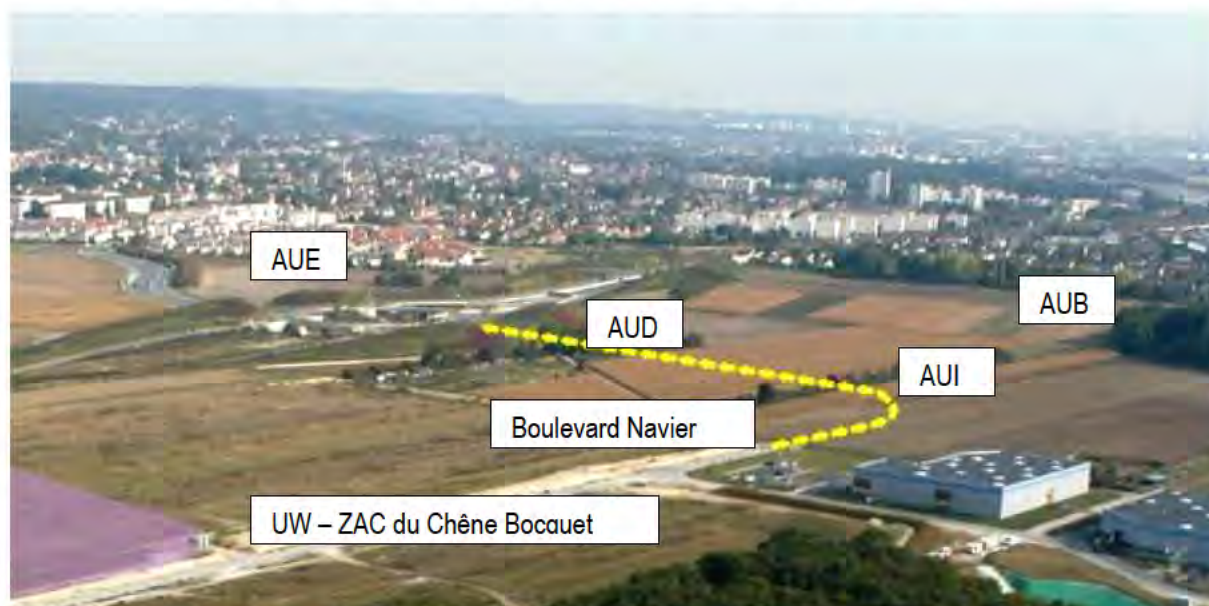 AUE
AUB
AUD
AUI
Boulevard Navier
UW – ZAC du Chêne Bocquet